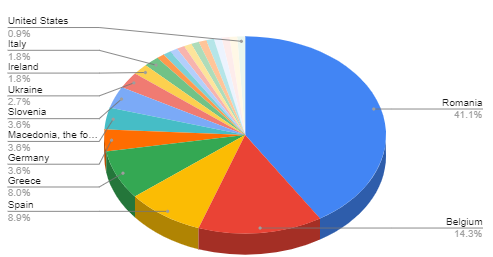 United States
0.9%
Italy
1.8%
Ireland
1.8%
Ukraine
2.7%
Slovenia
3.6%
Macedonia, the fo…
3.6%
Germany
3.6%
Greece
8.0%
Spain
8.9%
Romania
41.1%
Belgium
14.3%